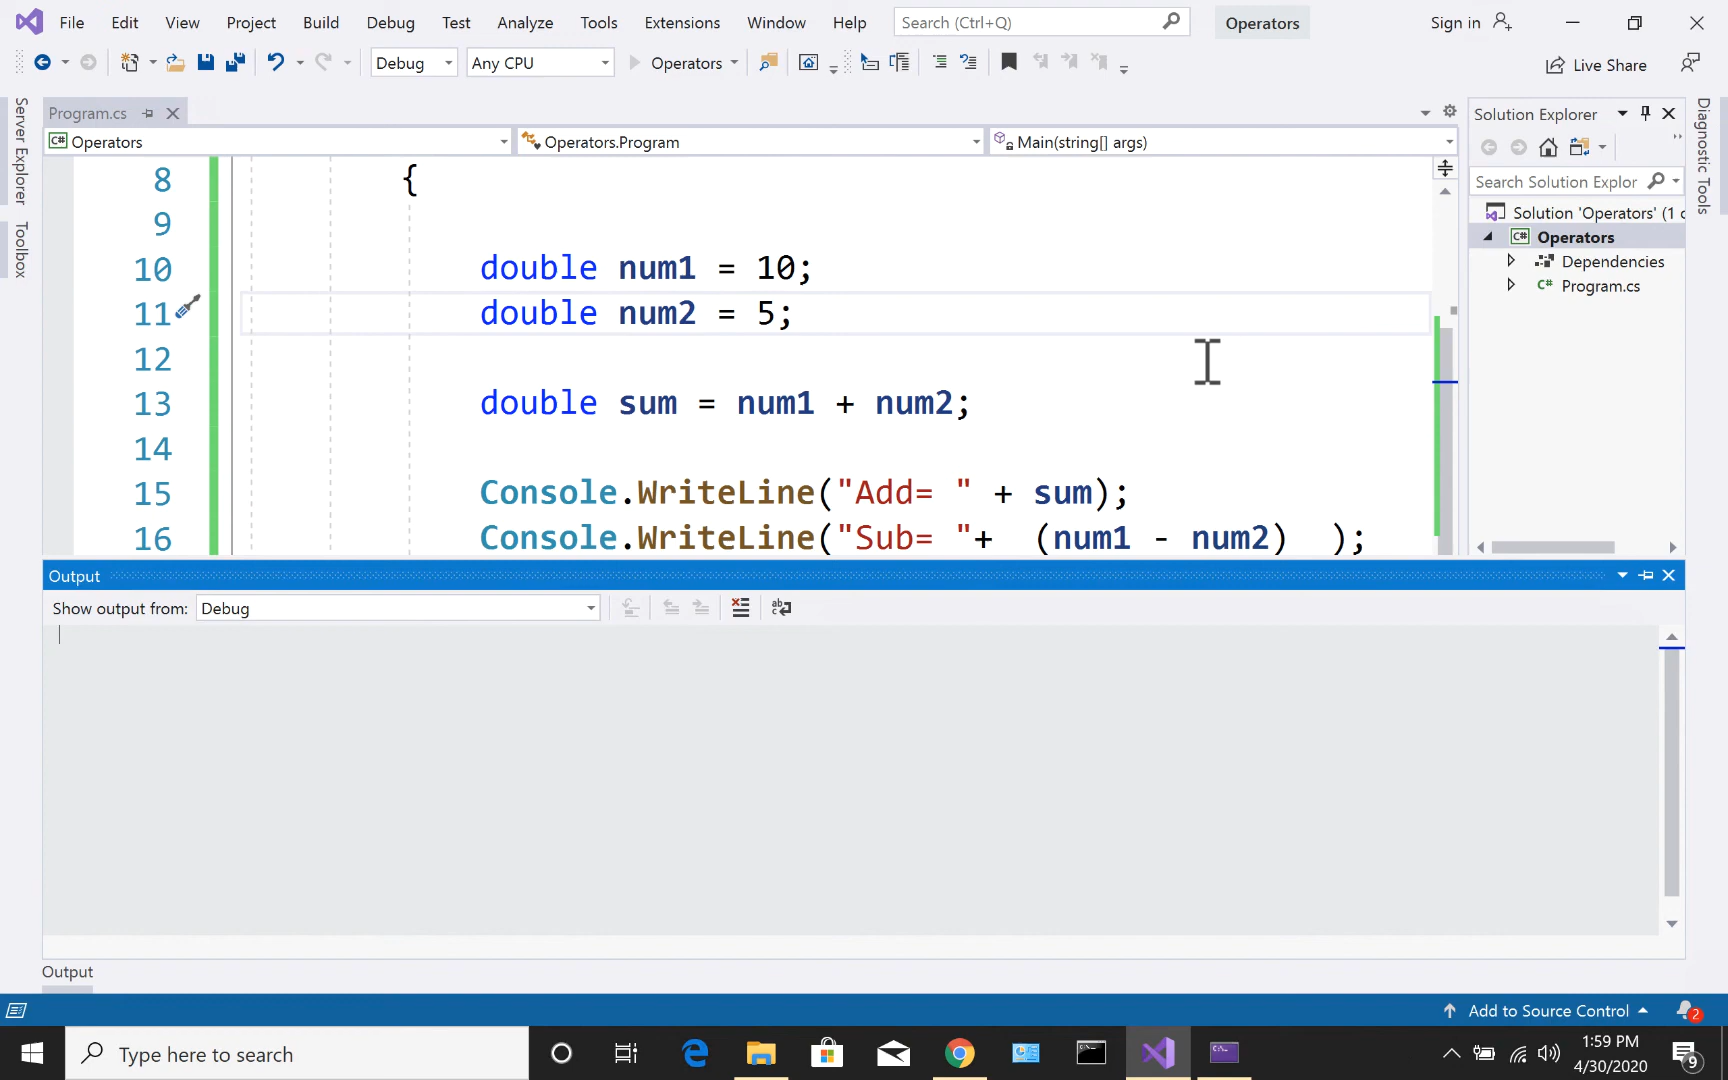 File Edit View Project Build Debug Test Analyze Tools Extensions Window Help Search (Ctrl+Q) Operators Sign in
Debug Any CPU Operators Live Share
Server Explorer
Toolbox
Program.cs
C# Operators Operators.Program Main(string[] args)
8 {
9
10 double num1 = 10;
11 double num2 = 5;
12
13 double sum = num1 + num2;
14
15 Console.WriteLine("Add= " + sum);
16 Console.WriteLine("Sub= "+  (num1 - num2)  );
Solution Explorer
Search Solution Explor
Solution 'Operators' (1
C# Operators
Dependencies
C# Program.cs
Diagnostic Tools
Output
Show output from: Debug
Output
Add to Source Control 2
Type here to search
1:59 PM
4/30/2020
9